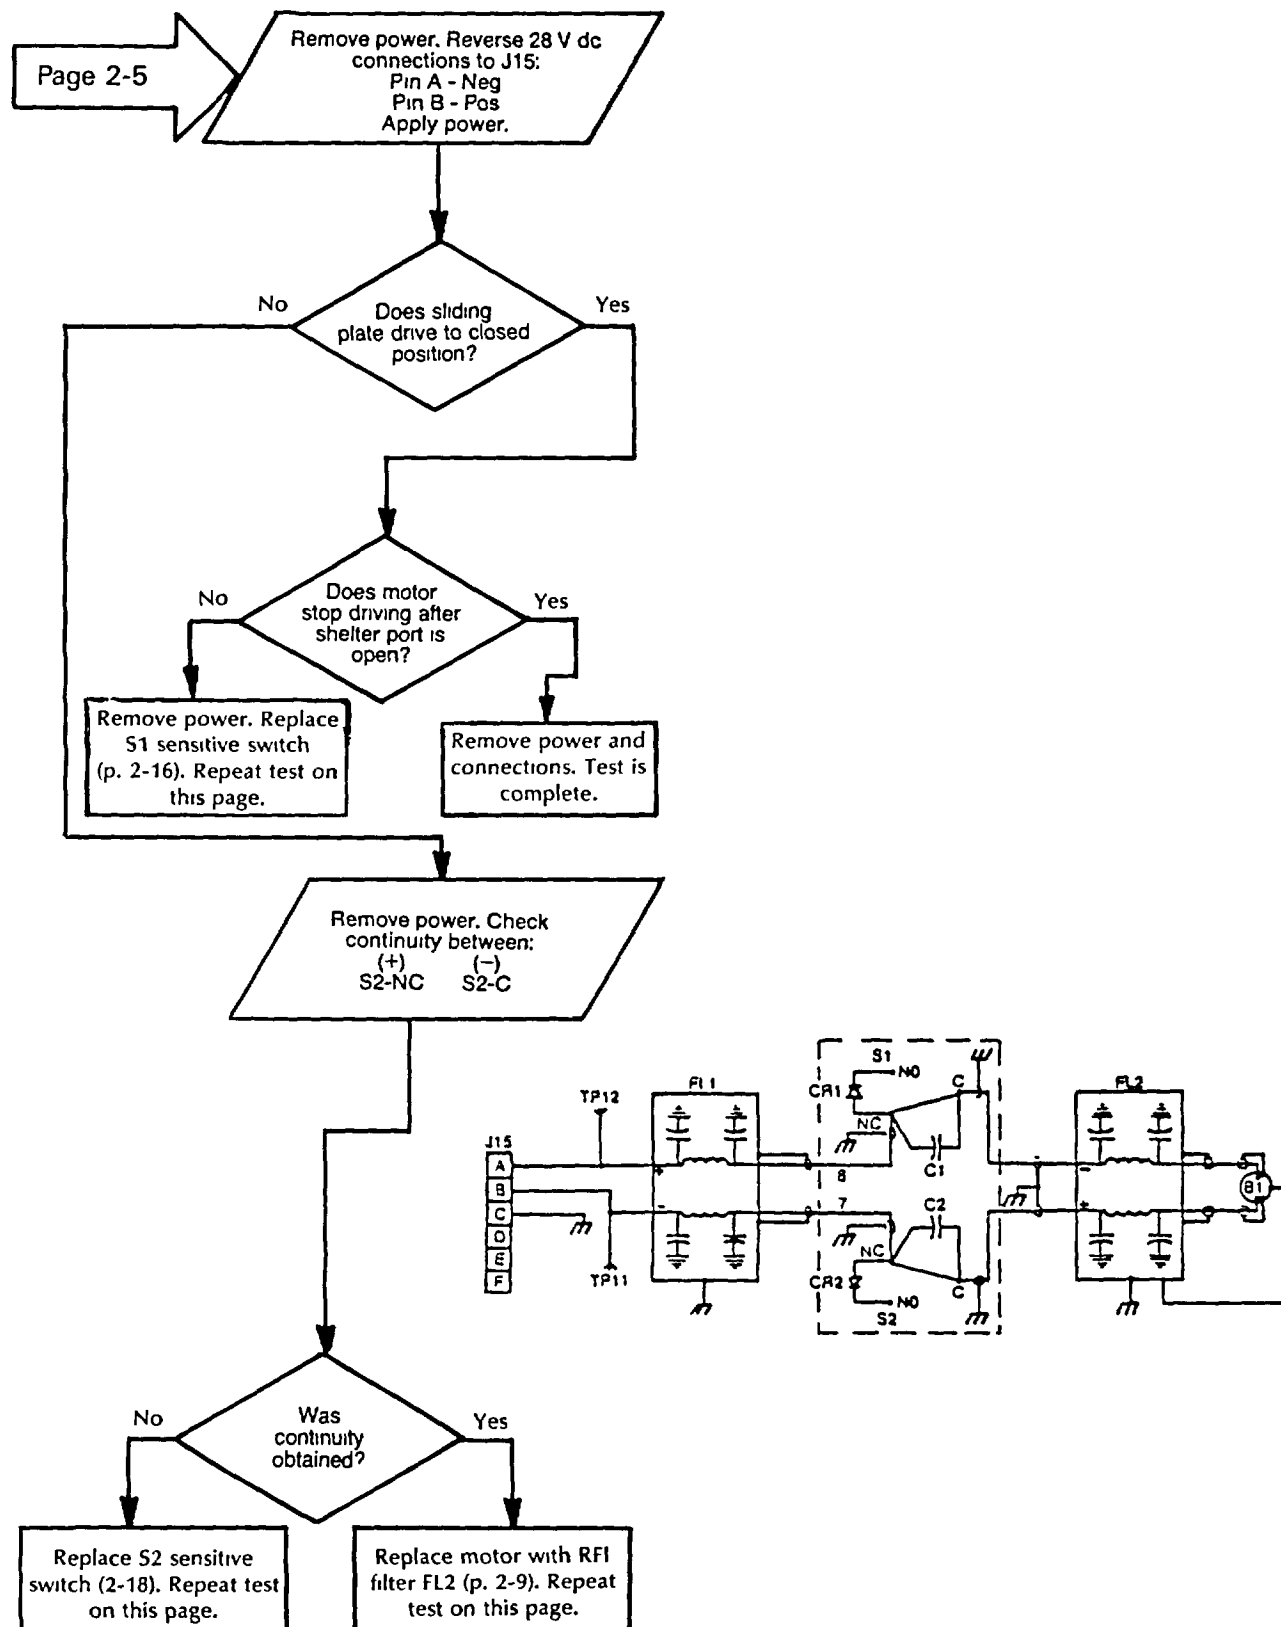 Page 2-5
Remove power. Reverse 28 V dc
connections to J15:
Pin A - Neg
Pin B - Pos
Apply power.
No
Yes
Does sliding
plate drive to closed
position?
No
Yes
Does motor
stop driving after
shelter port is
open?
Remove power. Replace
S1 sensitive switch
(p. 2-16). Repeat test on
this page.
Remove power and
connections. Test is
complete.
Remove power. Check
continuity between:
(+) (-)
S2-NC S2-C
J15
A
B
C
D
E
F
TP12
TP11
FL1
+
-
8
7
S1
NO
CR1
C
NC
C1
C2
NC
CR2
C
NO
S2
-
-
+
FL2
B1
No
Yes
Was
continuity
obtained?
Replace S2 sensitive
switch (2-18). Repeat test
on this page.
Replace motor with RFI
filter FL2 (p. 2-9). Repeat
test on this page.